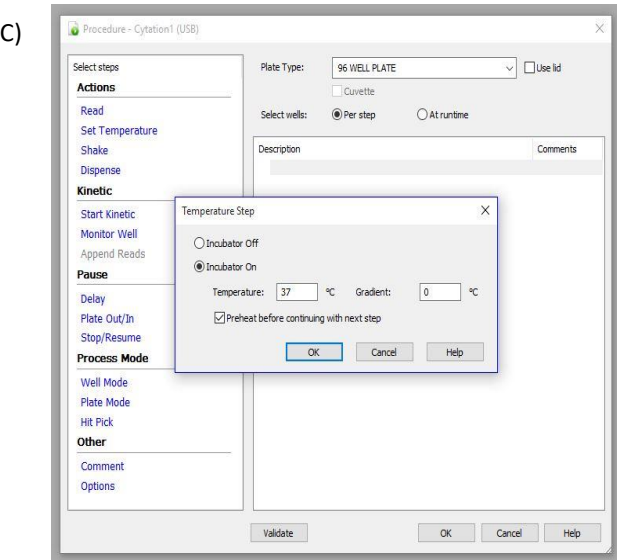 C)
Procedure - Cytation1 (USB)
Select steps
Actions
Read
Set Temperature
Shake
Dispense
Kinetic
Start Kinetic
Monitor Well
Append Reads
Pause
Delay
Plate Out/In
Stop/Resume
Process Mode
Well Mode
Plate Mode
Hit Pick
Other
Comment
Options
Plate Type: 96 WELL PLATE Use lid
Cuvette
Select wells: Per step At runtime
Description Comments
Temperature Step
Incubator Off
Incubator On
Temperature: 37 °C Gradient: 0 °C
Preheat before continuing with next step
OK Cancel Help
Validate OK Cancel Help